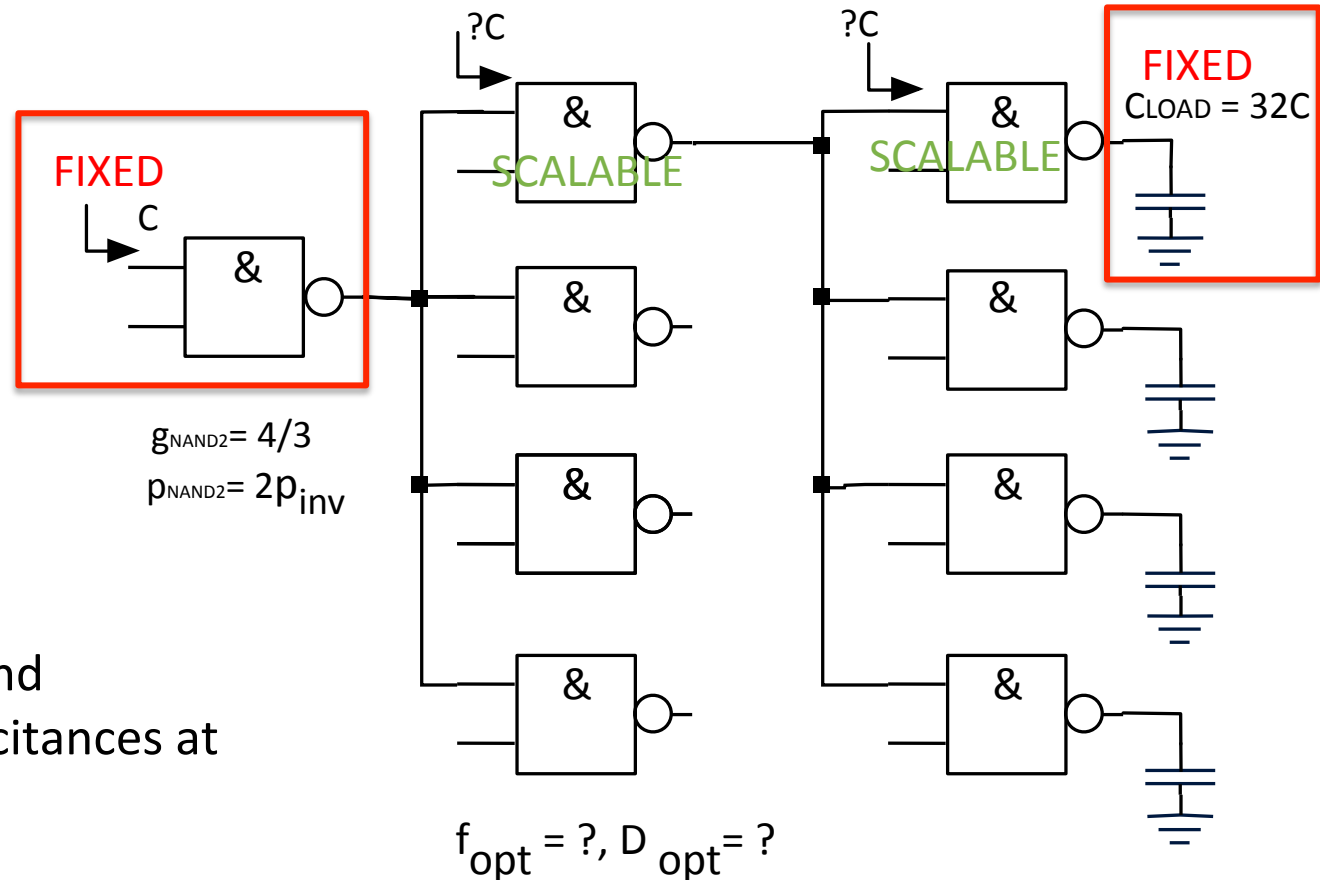 ?C
?C
FIXED
CLOAD = 32C
&
SCALABLE
&
SCALABLE
FIXED
C
&
&
&
gNAND2= 4/3
pNAND2= 2pinv
&
&
nd
citances at
&
&
fopt = ?, D opt= ?